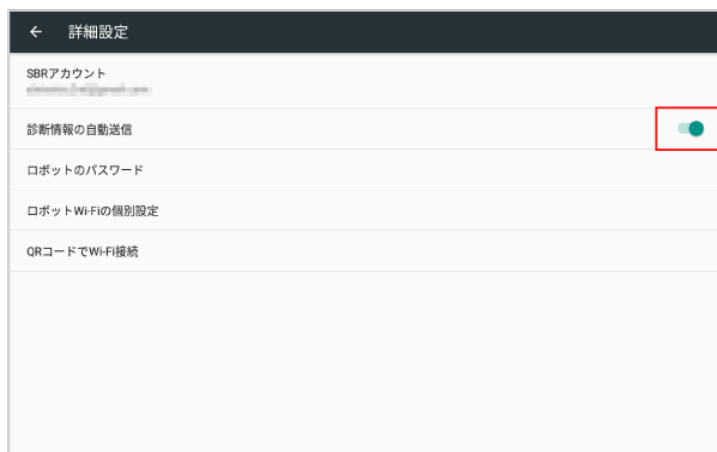 詳細設定
SBRアカウント
診断情報の自動送信
ロボットのパスワード
ロボットWi-Fiの個別設定
QRコードでWi-Fi接続